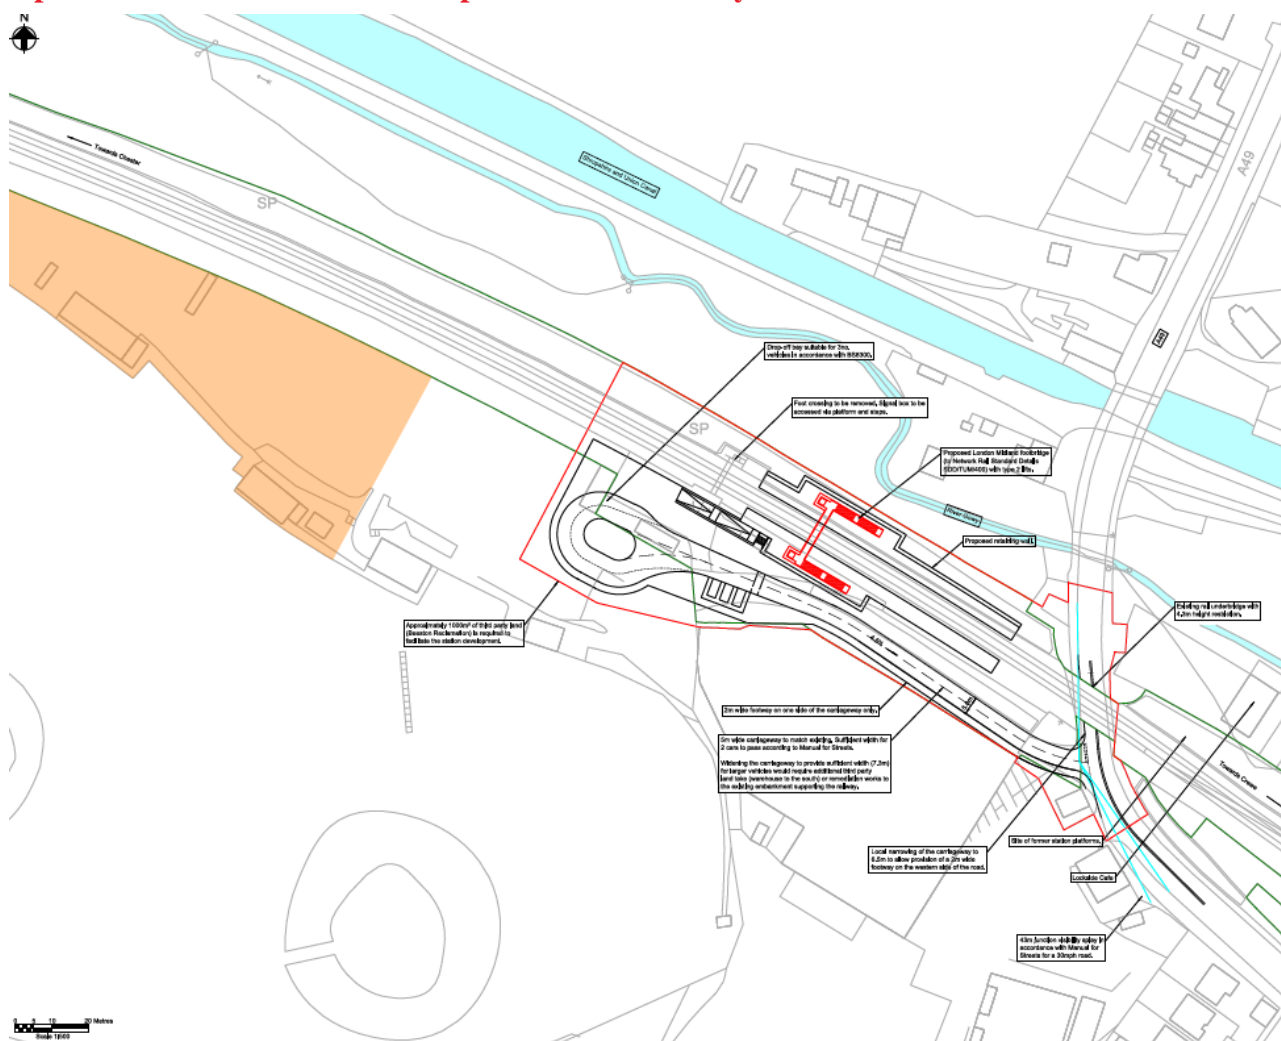 N
Towards Chester
SP
Shropshire and Union Canal
A49
A49
Drop-off bay suitable for 3no.
vehicles in accordance with BS8300.
Foot crossing to be removed, Signal box to be
accessed via platform and steps.
SP
Proposed London Midland footbridge
(to Network Rail Standard Details
with type 2 lifts.
River Gowy
Proposed retaining wall.
Existing rail underbridge with
height restriction.
Approximately 1000m² of third party land
(Beeston Reclamation) is required to
facilitate the station development.
2m wide footway on one side of the carriageway only.
5m wide carriageway to match existing. Sufficient width for
2 cars to pass according to Manual for Streets.
Widening the carriageway to provide sufficient width (7.3m)
for larger vehicles would require additional third party
land take (warehouse to the south) or remediation works to
the existing embankment supporting the railway.
Towards Crewe
Local narrowing of the carriageway to
6.5m to allow provision of a 2m wide
footway on the western side of the road.
Site of former station platforms.
Lockside Cafe
43m junction visibility splay in
accordance with Manual for
Streets for a 30mph road.
0 5 10 20 Metres
Scale 1:500